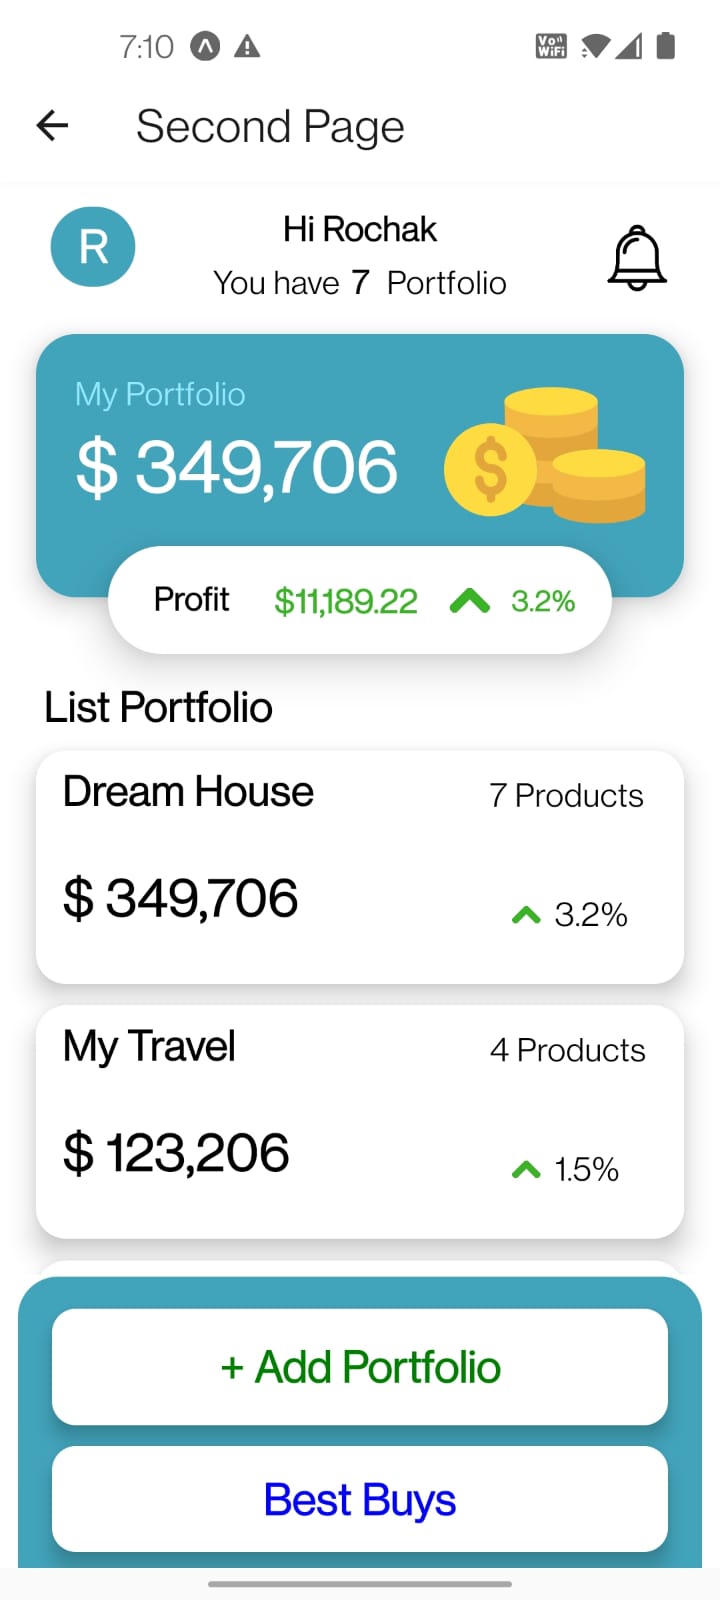 7:10
Vo)) WiFi
Second Page
R
Hi Rochak
You have 7 Portfolio
My Portfolio
$ 349,706
$
Profit $11,189.22 3.2%
List Portfolio
Dream House 7 Products
$ 349,706 3.2%
My Travel 4 Products
$ 123,206 1.5%
+ Add Portfolio
Best Buys